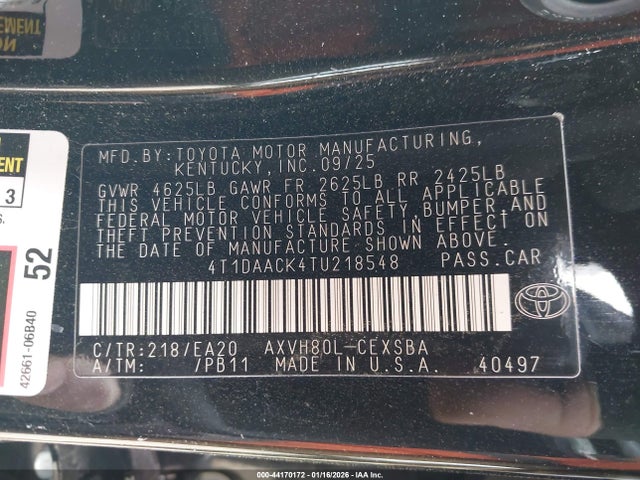 MFD.BY:TOYOTA MOTOR MANUFACTURING,
KENTUCKY,INC.09/25
GVWR 4625LB GAWR FR 2625LB RR 2425LB
THIS VEHICLE CONFORMS TO ALL APPLICABLE
FEDERAL MOTOR VEHICLE SAFETY,BUMPER,AND
THEFT PREVENTION STANDARDS IN EFFECT ON
THE DATE OF MANUFACTURE SHOWN ABOVE.
4T1DAACK4TU218548 PASS.CAR
C/TR:218/EA20 AXVH80L-CEXSBA
A/TM: /PB11 MADE IN U.S.A. 40497
52
42661-06B40
3
000-44170172 - 01/16/2026 - IAA Inc.